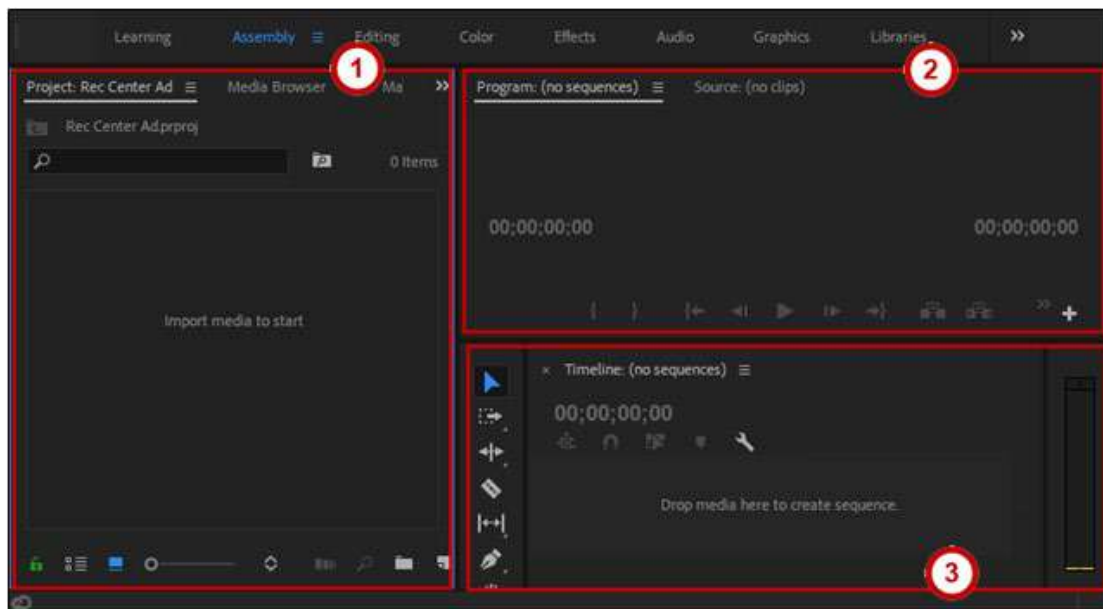 Learning Assembly Editing Color Effects Audio Graphics Libraries
1
2
Project: Rec Center Ad Media Browser Ma
Rec Center Ad.prproj
0 Items
Import media to start
Program: (no sequences) Source: (no clips)
00;00;00;00 00;00;00;00
Timeline: (no sequences)
00;00;00;00
Drop media here to create sequence.
3